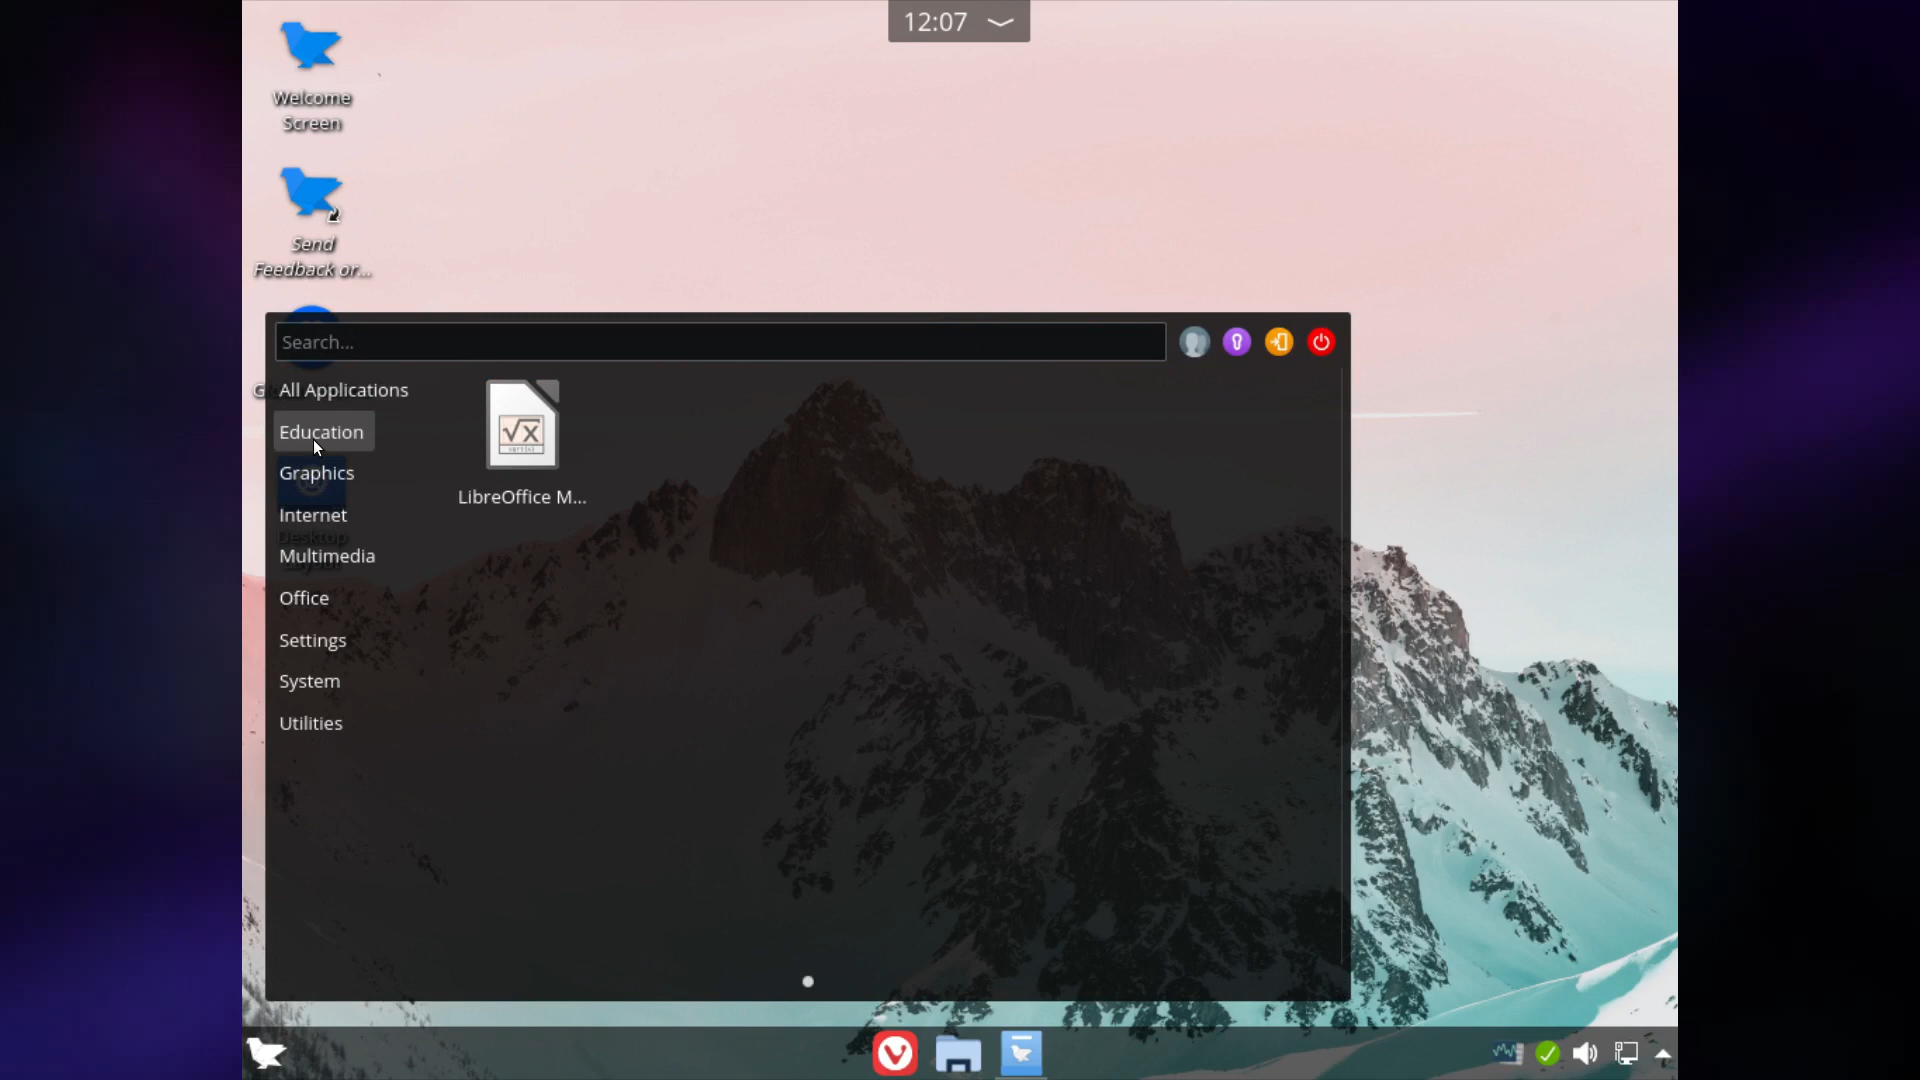 12:07
Welcome
Screen
Send
Feedback or...
Search...
All Applications
Education
Graphics
Internet
Desktop
Multimedia
Office
Settings
System
Utilities
√x
LibreOffice M...